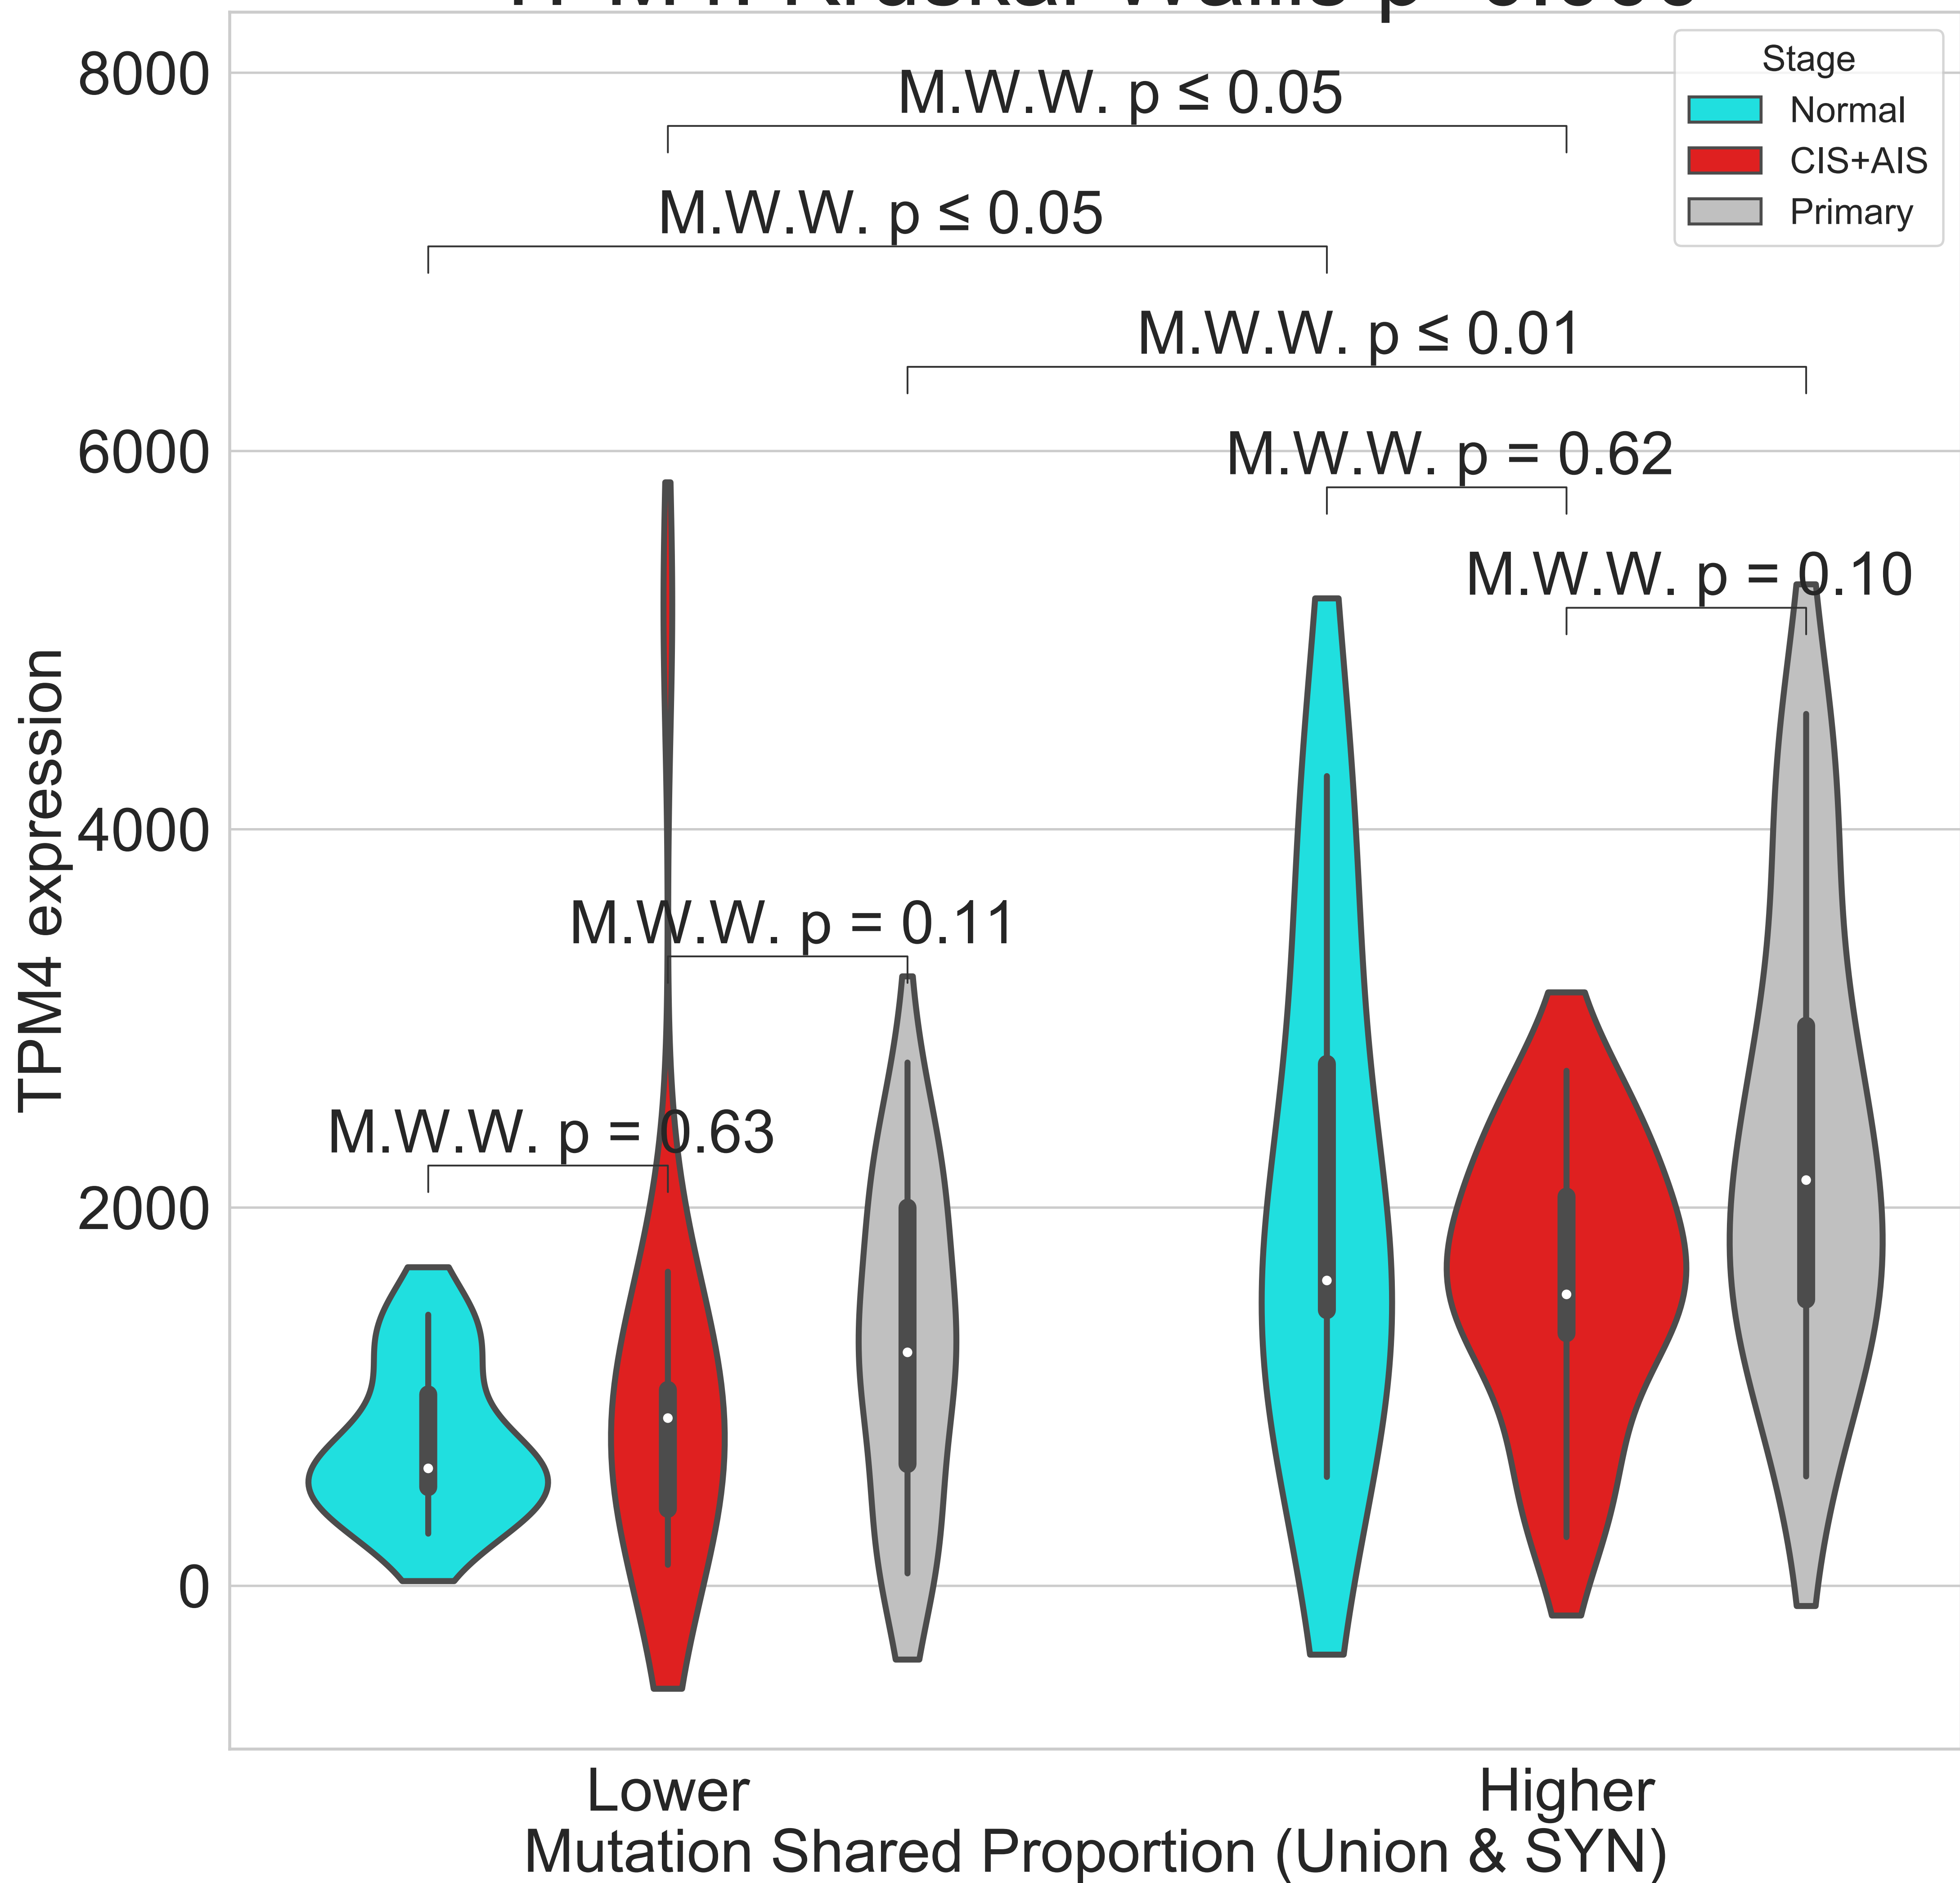 8000
6000
4000
2000
0
TPM4 expression
M.W.W. p ≤ 0.05
M.W.W. p ≤ 0.05
M.W.W. p ≤ 0.01
M.W.W. p = 0.62
M.W.W. p = 0.10
M.W.W. p = 0.11
M.W.W. p = 0.63
Stage
Normal
CIS+AIS
Primary
Lower
Higher
Mutation Shared Proportion (Union & SYN)